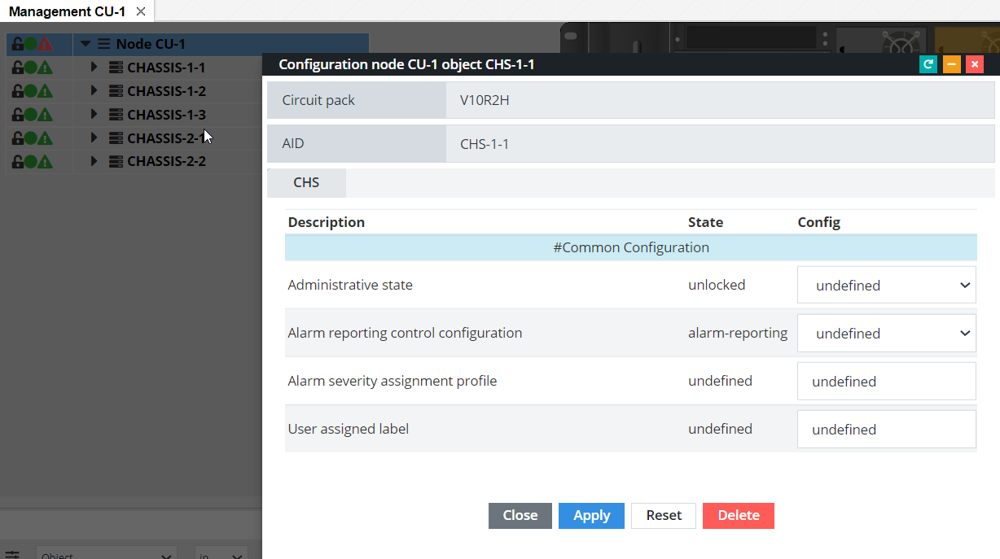 Management CU-1
Node CU-1
CHASSIS-1-1
CHASSIS-1-2
CHASSIS-1-3
CHASSIS-2-1
CHASSIS-2-2
Configuration node CU-1 object CHS-1-1
Circuit pack V10R2H
AID CHS-1-1
CHS
Description State Config
#Common Configuration
Administrative state unlocked undefined
Alarm reporting control configuration alarm-reporting undefined
Alarm severity assignment profile undefined undefined
User assigned label undefined undefined
Close Apply Reset Delete
Object in